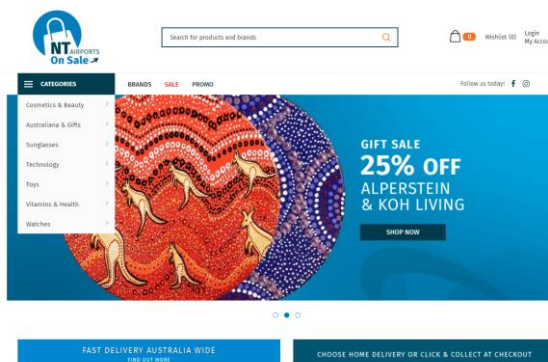 NT AIRPORTS
On Sale
Search for products and brands
0
Wishlist (0)
Login
My Accou
CATEGORIES
BRANDS
SALE
PROMO
Follow us today!
Cosmetics & Beauty
Australiana & Gifts
Sunglasses
Technology
Toys
Vitamins & Health
Watches
GIFT SALE
25% OFF
ALPERSTEIN
& KOH LIVING
SHOP NOW
FAST DELIVERY AUSTRALIA WIDE
FIND OUT MORE
CHOOSE HOME DELIVERY OR CLICK & COLLECT AT CHECKOUT